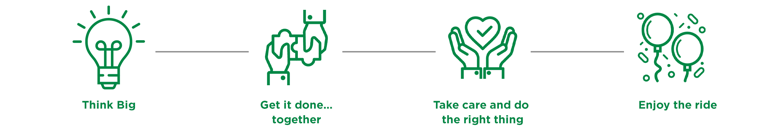 Think Big
Get it done...
together
Take care and do
the right thing
Enjoy the ride